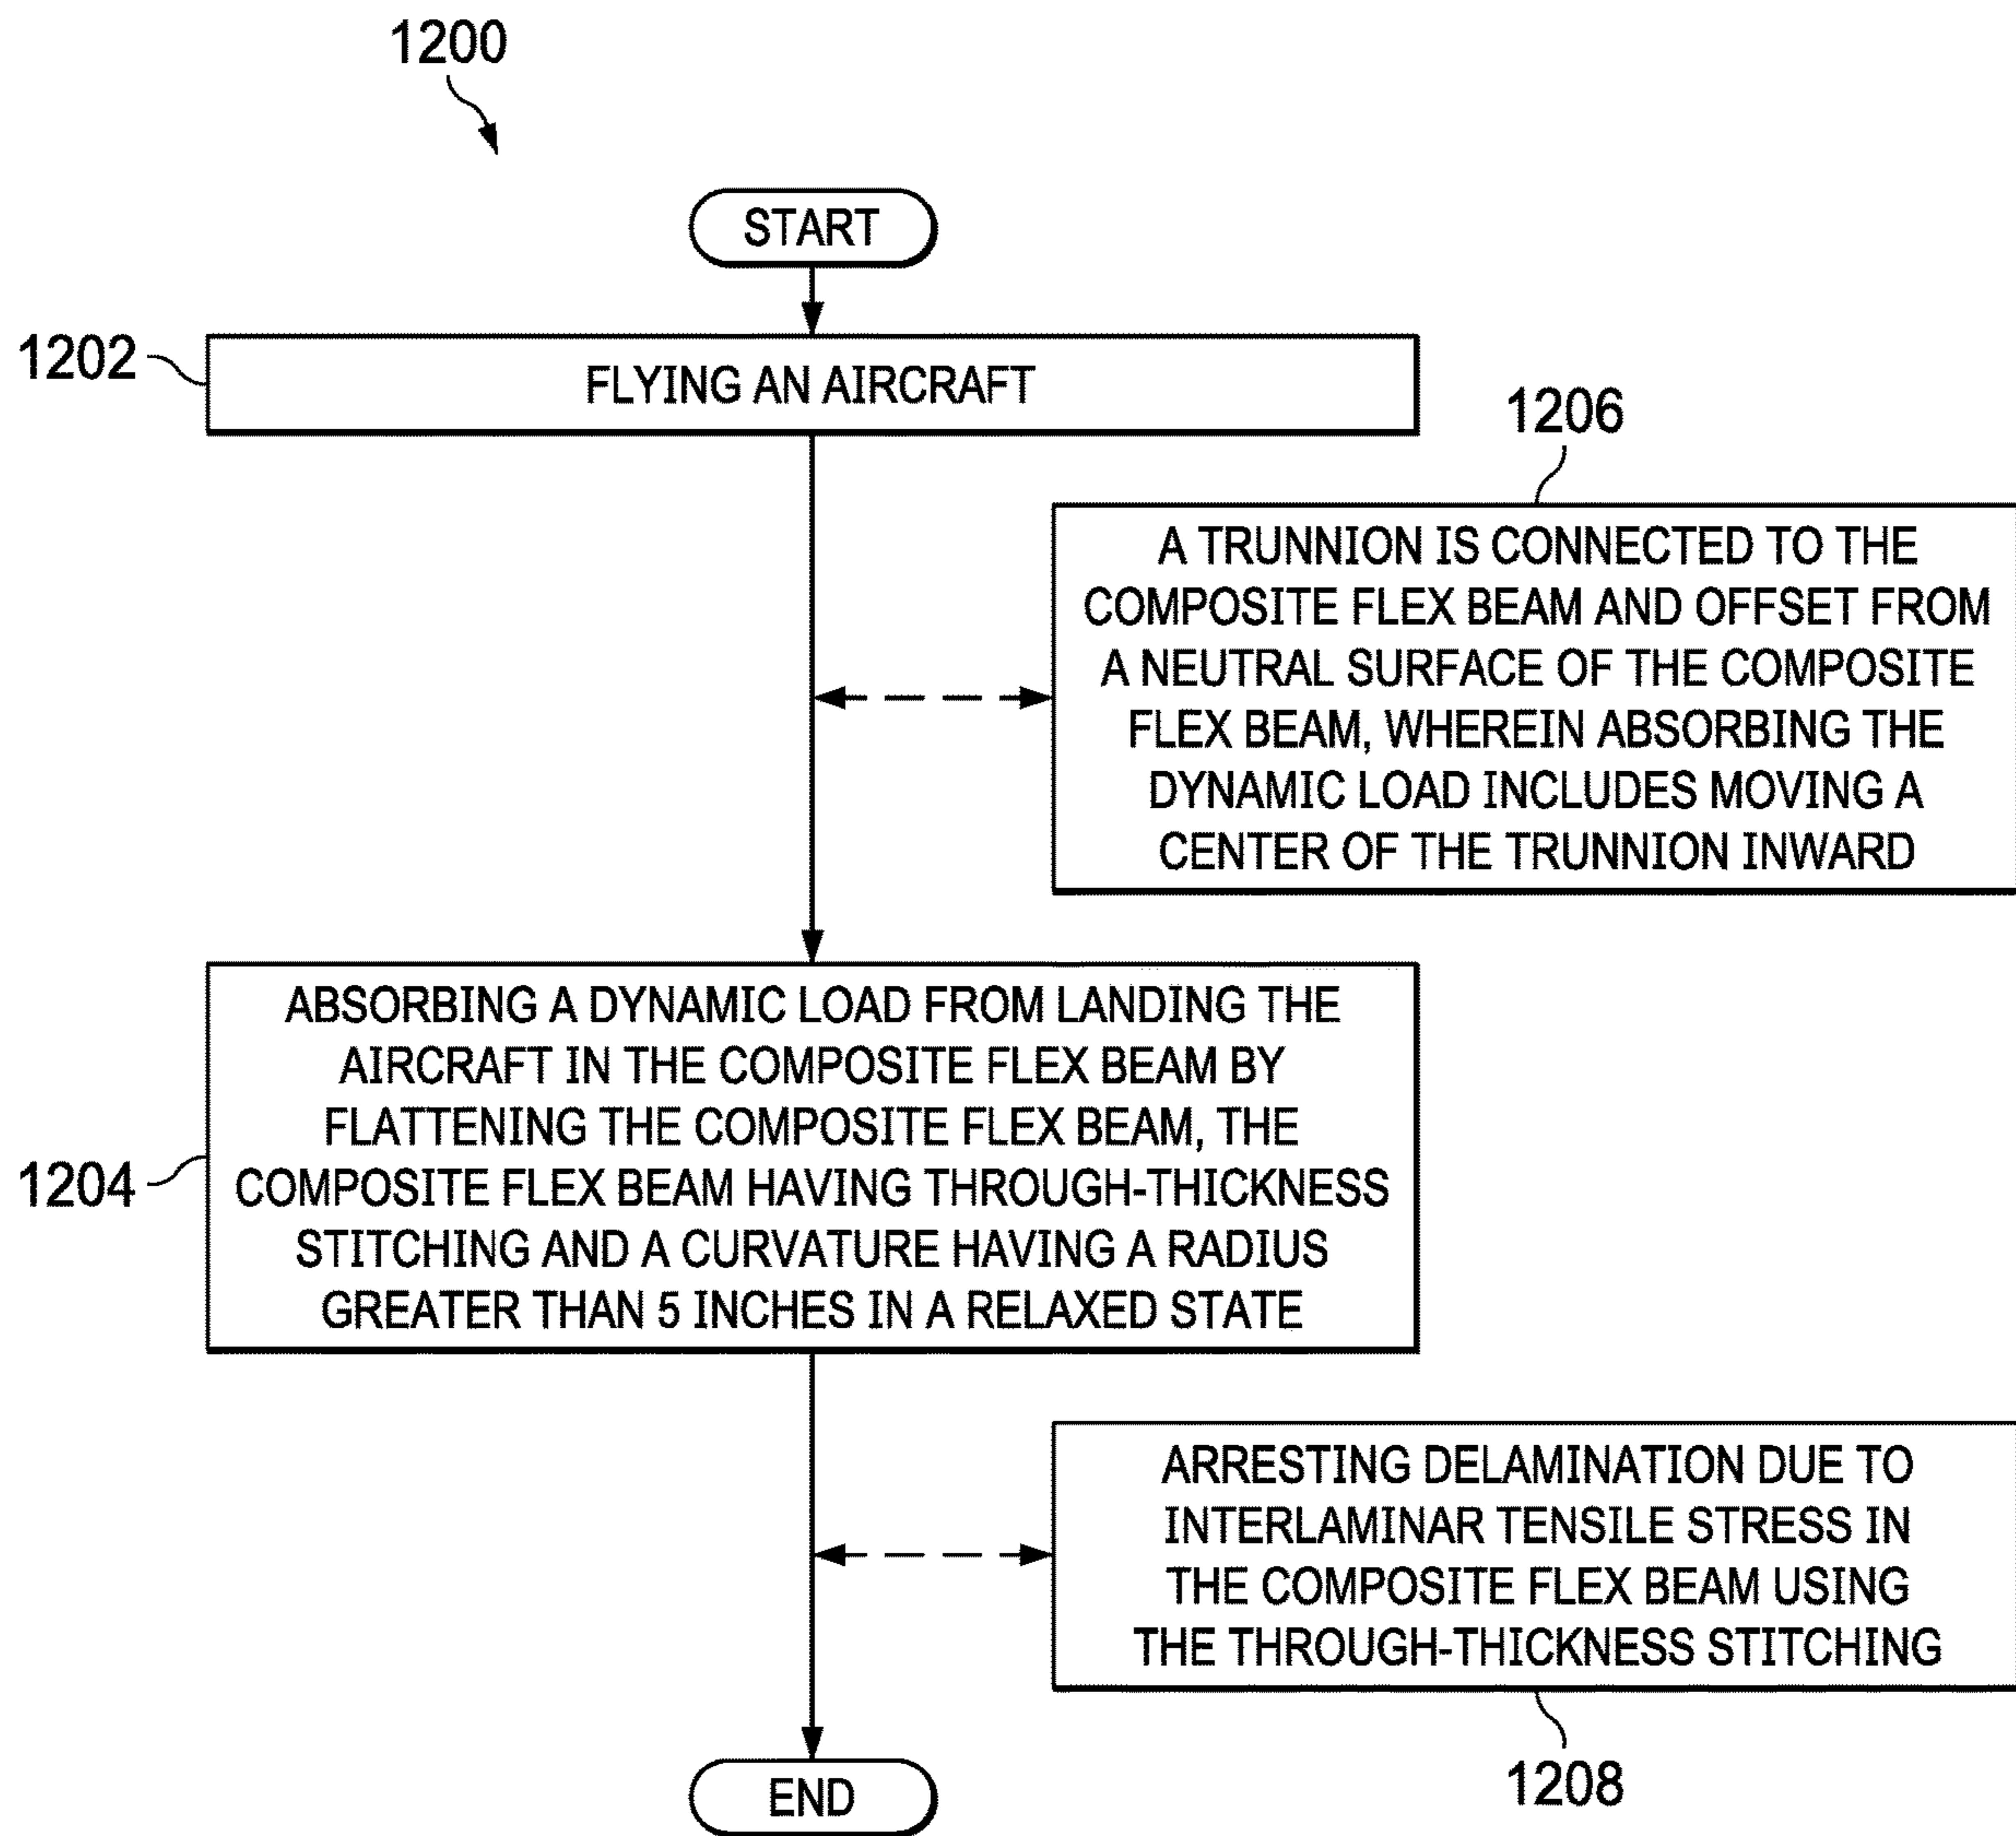 1200
START
1202
FLYING AN AIRCRAFT
1206
A TRUNNION IS CONNECTED TO THE
COMPOSITE FLEX BEAM AND OFFSET FROM
A NEUTRAL SURFACE OF THE COMPOSITE
FLEX BEAM, WHEREIN ABSORBING THE
DYNAMIC LOAD INCLUDES MOVING A
CENTER OF THE TRUNNION INWARD
1204
ABSORBING A DYNAMIC LOAD FROM LANDING THE
AIRCRAFT IN THE COMPOSITE FLEX BEAM BY
FLATTENING THE COMPOSITE FLEX BEAM, THE
COMPOSITE FLEX BEAM HAVING THROUGH-THICKNESS
STITCHING AND A CURVATURE HAVING A RADIUS
GREATER THAN 5 INCHES IN A RELAXED STATE
ARRESTING DELAMINATION DUE TO
INTERLAMINAR TENSILE STRESS IN
THE COMPOSITE FLEX BEAM USING
THE THROUGH-THICKNESS STITCHING
1208
END